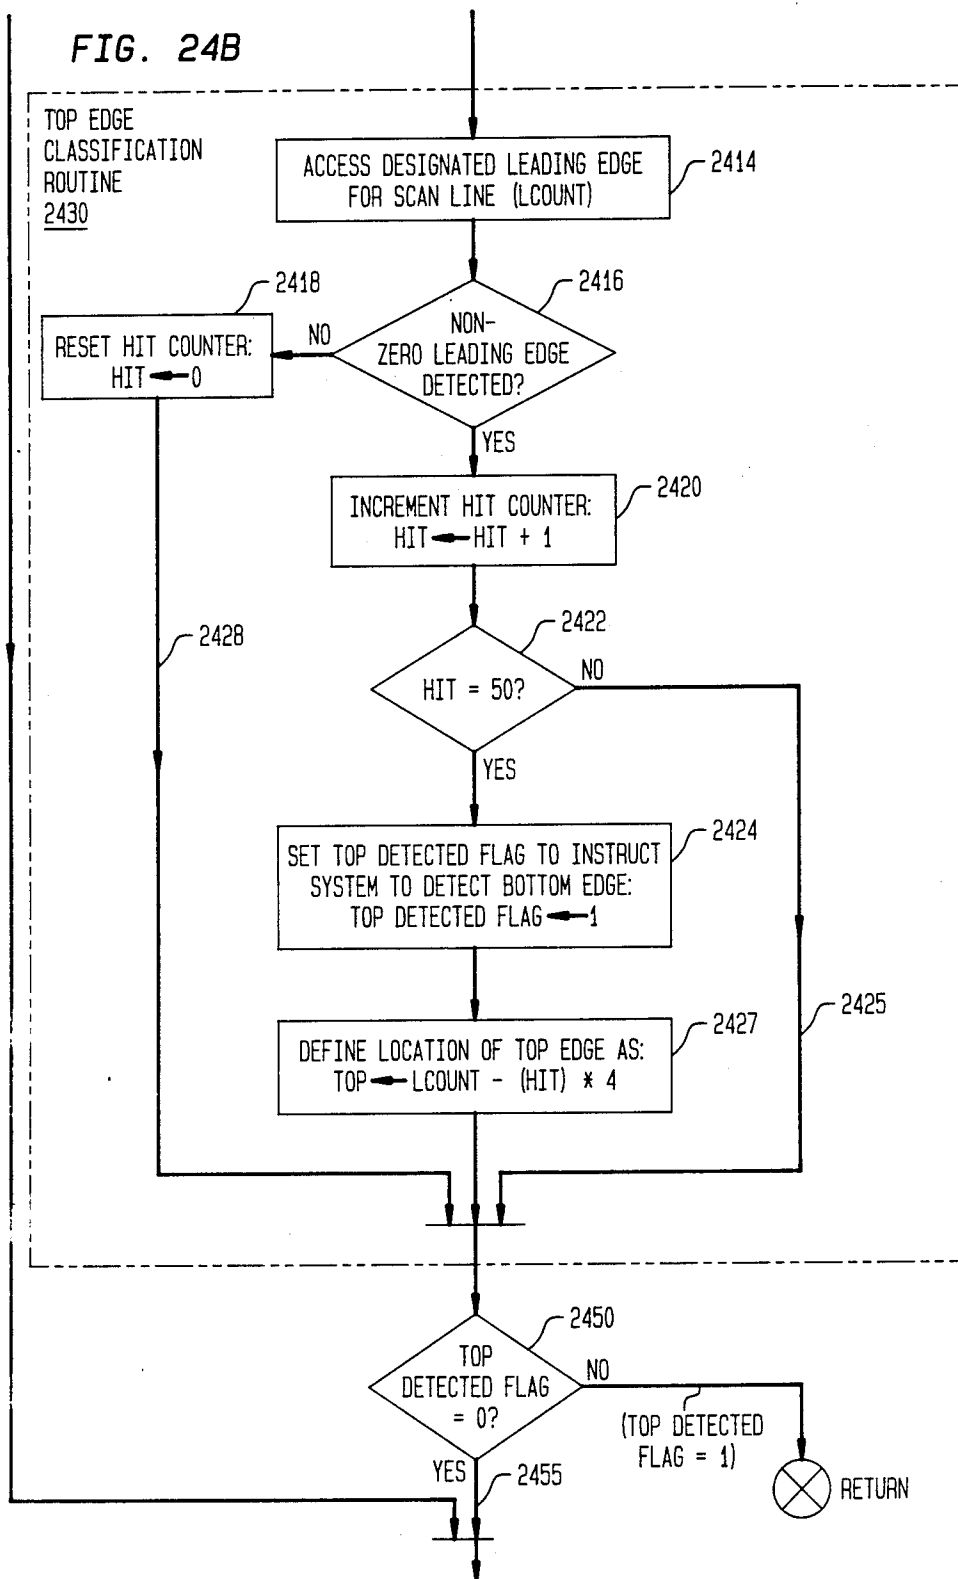 FIG. 24B
TOP EDGE
CLASSIFICATION
ROUTINE
2430
ACCESS DESIGNATED LEADING EDGE
FOR SCAN LINE (LCOUNT)
2414
2416
NON-
ZERO LEADING EDGE
DETECTED?
NO
2418
RESET HIT COUNTER:
HIT ← 0
YES
INCREMENT HIT COUNTER:
HIT ← HIT + 1
2420
2428
2422
HIT = 50?
NO
YES
SET TOP DETECTED FLAG TO INSTRUCT
SYSTEM TO DETECT BOTTOM EDGE:
TOP DETECTED FLAG ← 1
2424
2425
DEFINE LOCATION OF TOP EDGE AS:
TOP ← LCOUNT - (HIT) * 4
2427
2450
TOP
DETECTED FLAG
= 0?
NO
(TOP DETECTED
FLAG = 1)
RETURN
YES
2455